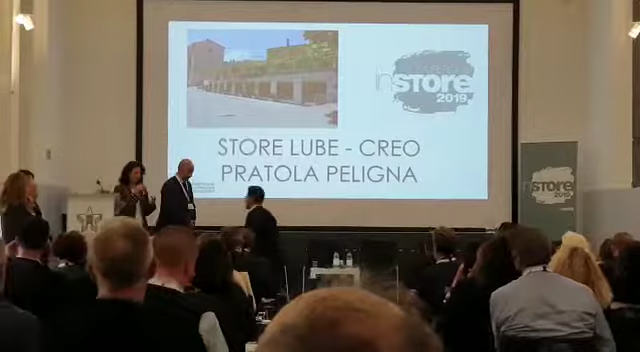 inSTORE
2019
STORE LUBE - CREO
PRATOLA PELIGNA
inSTORE
2019